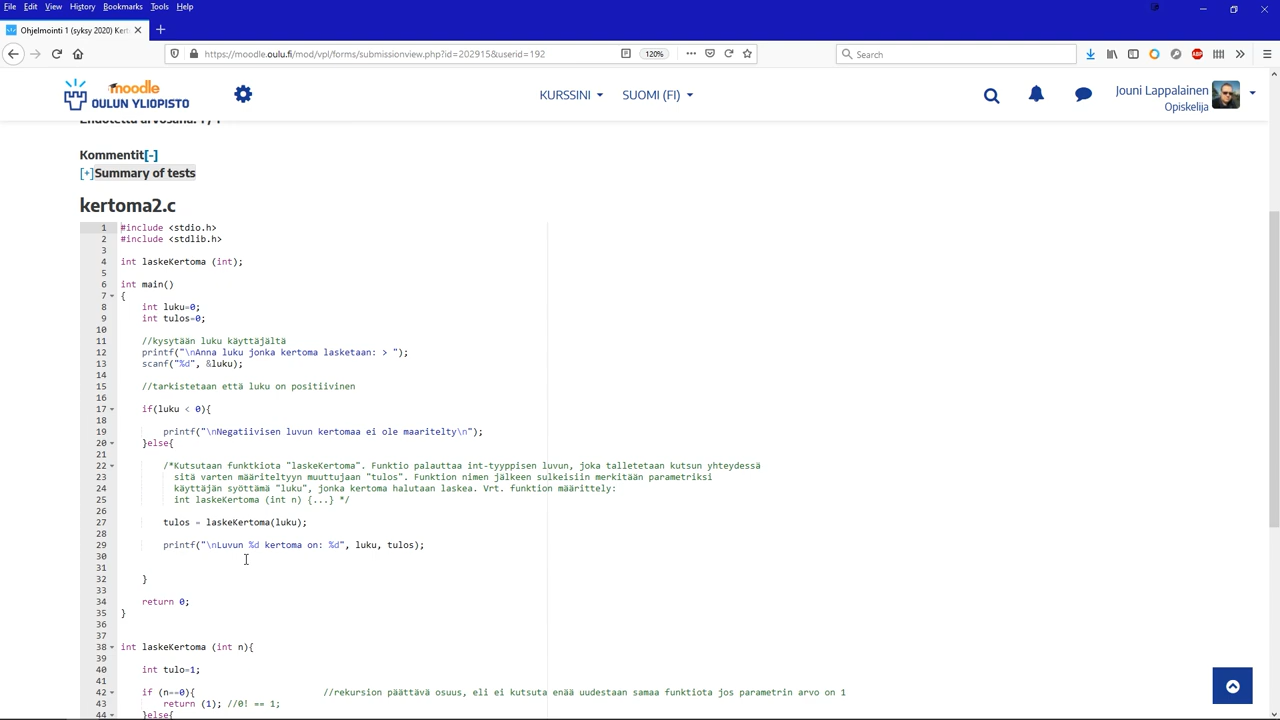 File Edit View History Bookmarks Tools Help
Ohjelmointi 1 (syksy 2020) Kert
https://moodle.oulu.fi/mod/vpl/forms/submissionview.php?id=202915&userid=192
120%
Search
moodle
OULUN YLIOPISTO
KURSSINI
SUOMI (FI)
Jouni Lappalainen
Opiskelija
Ehdotettu arvosana: 1 / 1
Kommentit[-]
[+]Summary of tests
kertoma2.c
1 #include <stdio.h>
2 #include <stdlib.h>
3
4 int laskeKertoma (int);
5
6 int main()
7 {
8 int luku=0;
9 int tulos=0;
10
11 //kysytään luku käyttäjältä
12 printf("\nAnna luku jonka kertoma lasketaan: > ");
13 scanf("%d", &luku);
14
15 //tarkistetaan että luku on positiivinen
16
17 if(luku < 0){
18
19 printf("\nNegatiivisen luvun kertomaa ei ole maaritelty\n");
20 }else{
21
22 /*Kutsutaan funktkiota "laskeKertoma". Funktio palauttaa int-tyyppisen luvun, joka talletetaan kutsun yhteydessä
23 sitä varten määriteltyyn muuttujaan "tulos". Funktion nimen jälkeen sulkeisiin merkitään parametriksi
24 käyttäjän syöttämä "luku", jonka kertoma halutaan laskea. Vrt. funktion määrittely:
25 int laskeKertoma (int n) {...} */
26
27 tulos = laskeKertoma(luku);
28
29 printf("\nLuvun %d kertoma on: %d", luku, tulos);
30
31
32 }
33
34 return 0;
35 }
36
37
38 int laskeKertoma (int n){
39
40 int tulo=1;
41
42 if (n==0){ //rekursion päättävä osuus, eli ei kutsuta enää uudestaan samaa funktiota jos parametrin arvo on 1
43 return (1); //0! == 1;
44 }else{